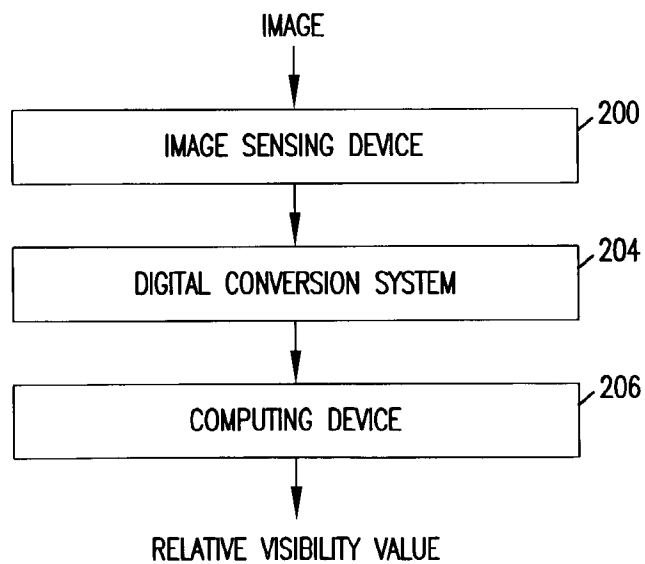 IMAGE
200
IMAGE SENSING DEVICE
204
DIGITAL CONVERSION SYSTEM
206
COMPUTING DEVICE
RELATIVE VISIBILITY VALUE